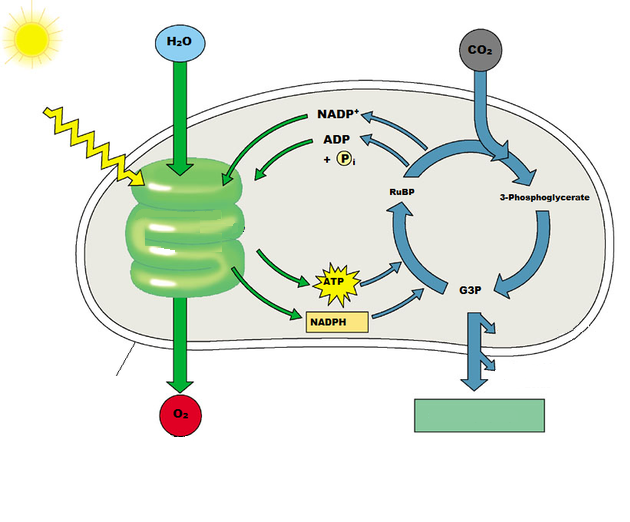 H₂O
CO₂
NADP⁺
ADP
+ Pi
RuBP
3-Phosphoglycerate
ATP
G3P
NADPH
O₂